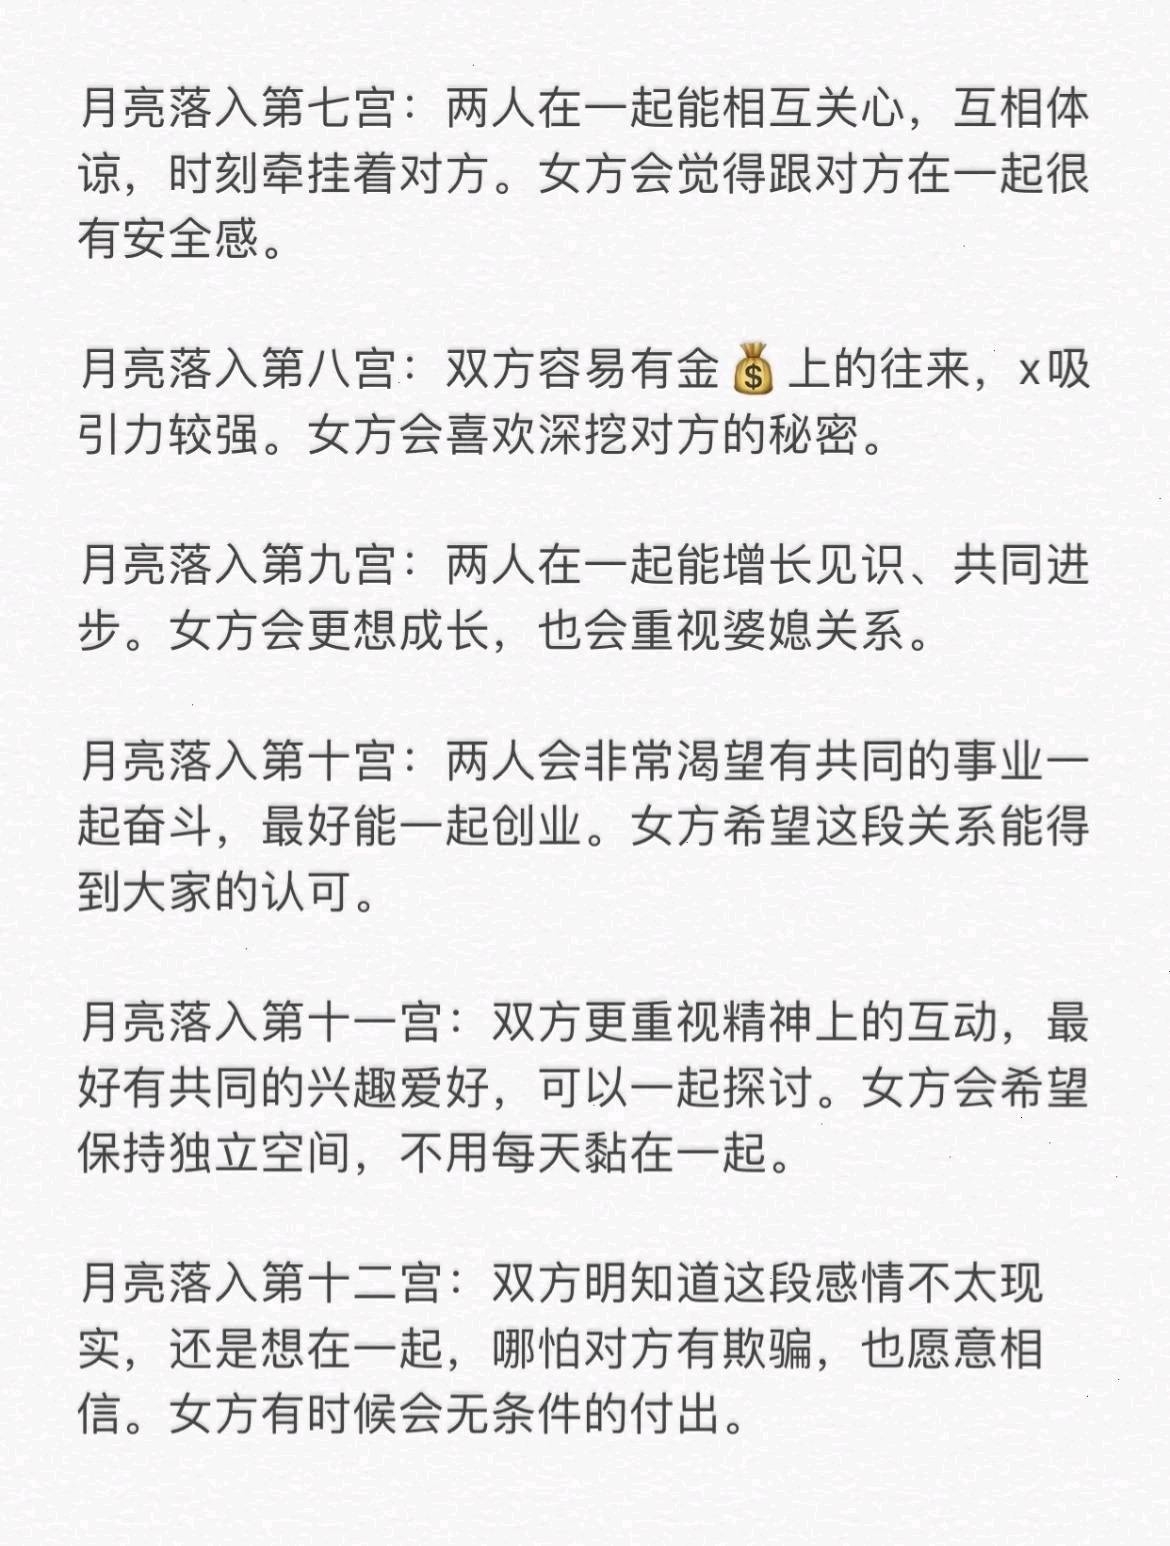 月亮落入第七宫：两人在一起能相互关心，互相体
谅，时刻牵挂着对方。女方会觉得跟对方在一起很
有安全感。
月亮落入第八宫：双方容易有金💰上的往来，x吸
引力较强。女方会喜欢深挖对方的秘密。
月亮落入第九宫：两人在一起能增长见识、共同进
步。女方会更想成长，也会重视婆媳关系。
月亮落入第十宫：两人会非常渴望有共同的事业一
起奋斗，最好能一起创业。女方希望这段关系能得
到大家的认可。
月亮落入第十一宫：双方更重视精神上的互动，最
好有共同的兴趣爱好，可以一起探讨。女方会希望
保持独立空间，不用每天黏在一起。
月亮落入第十二宫：双方明知道这段感情不太现
实，还是想在一起，哪怕对方有欺骗，也愿意相
信。女方有时候会无条件的付出。